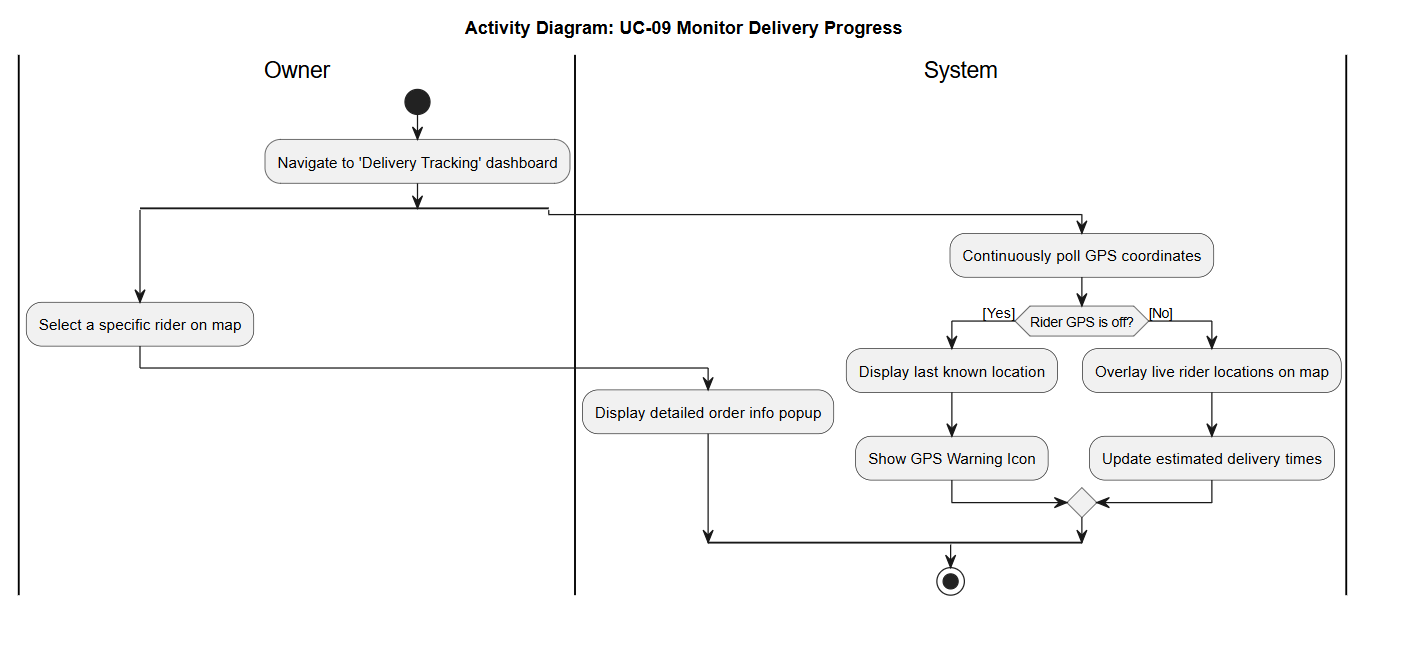 Activity Diagram: UC-09 Monitor Delivery Progress
Owner
System
Navigate to 'Delivery Tracking' dashboard
Continuously poll GPS coordinates
[Yes]
Rider GPS is off?
[No]
Select a specific rider on map
Display last known location
Overlay live rider locations on map
Display detailed order info popup
Show GPS Warning Icon
Update estimated delivery times